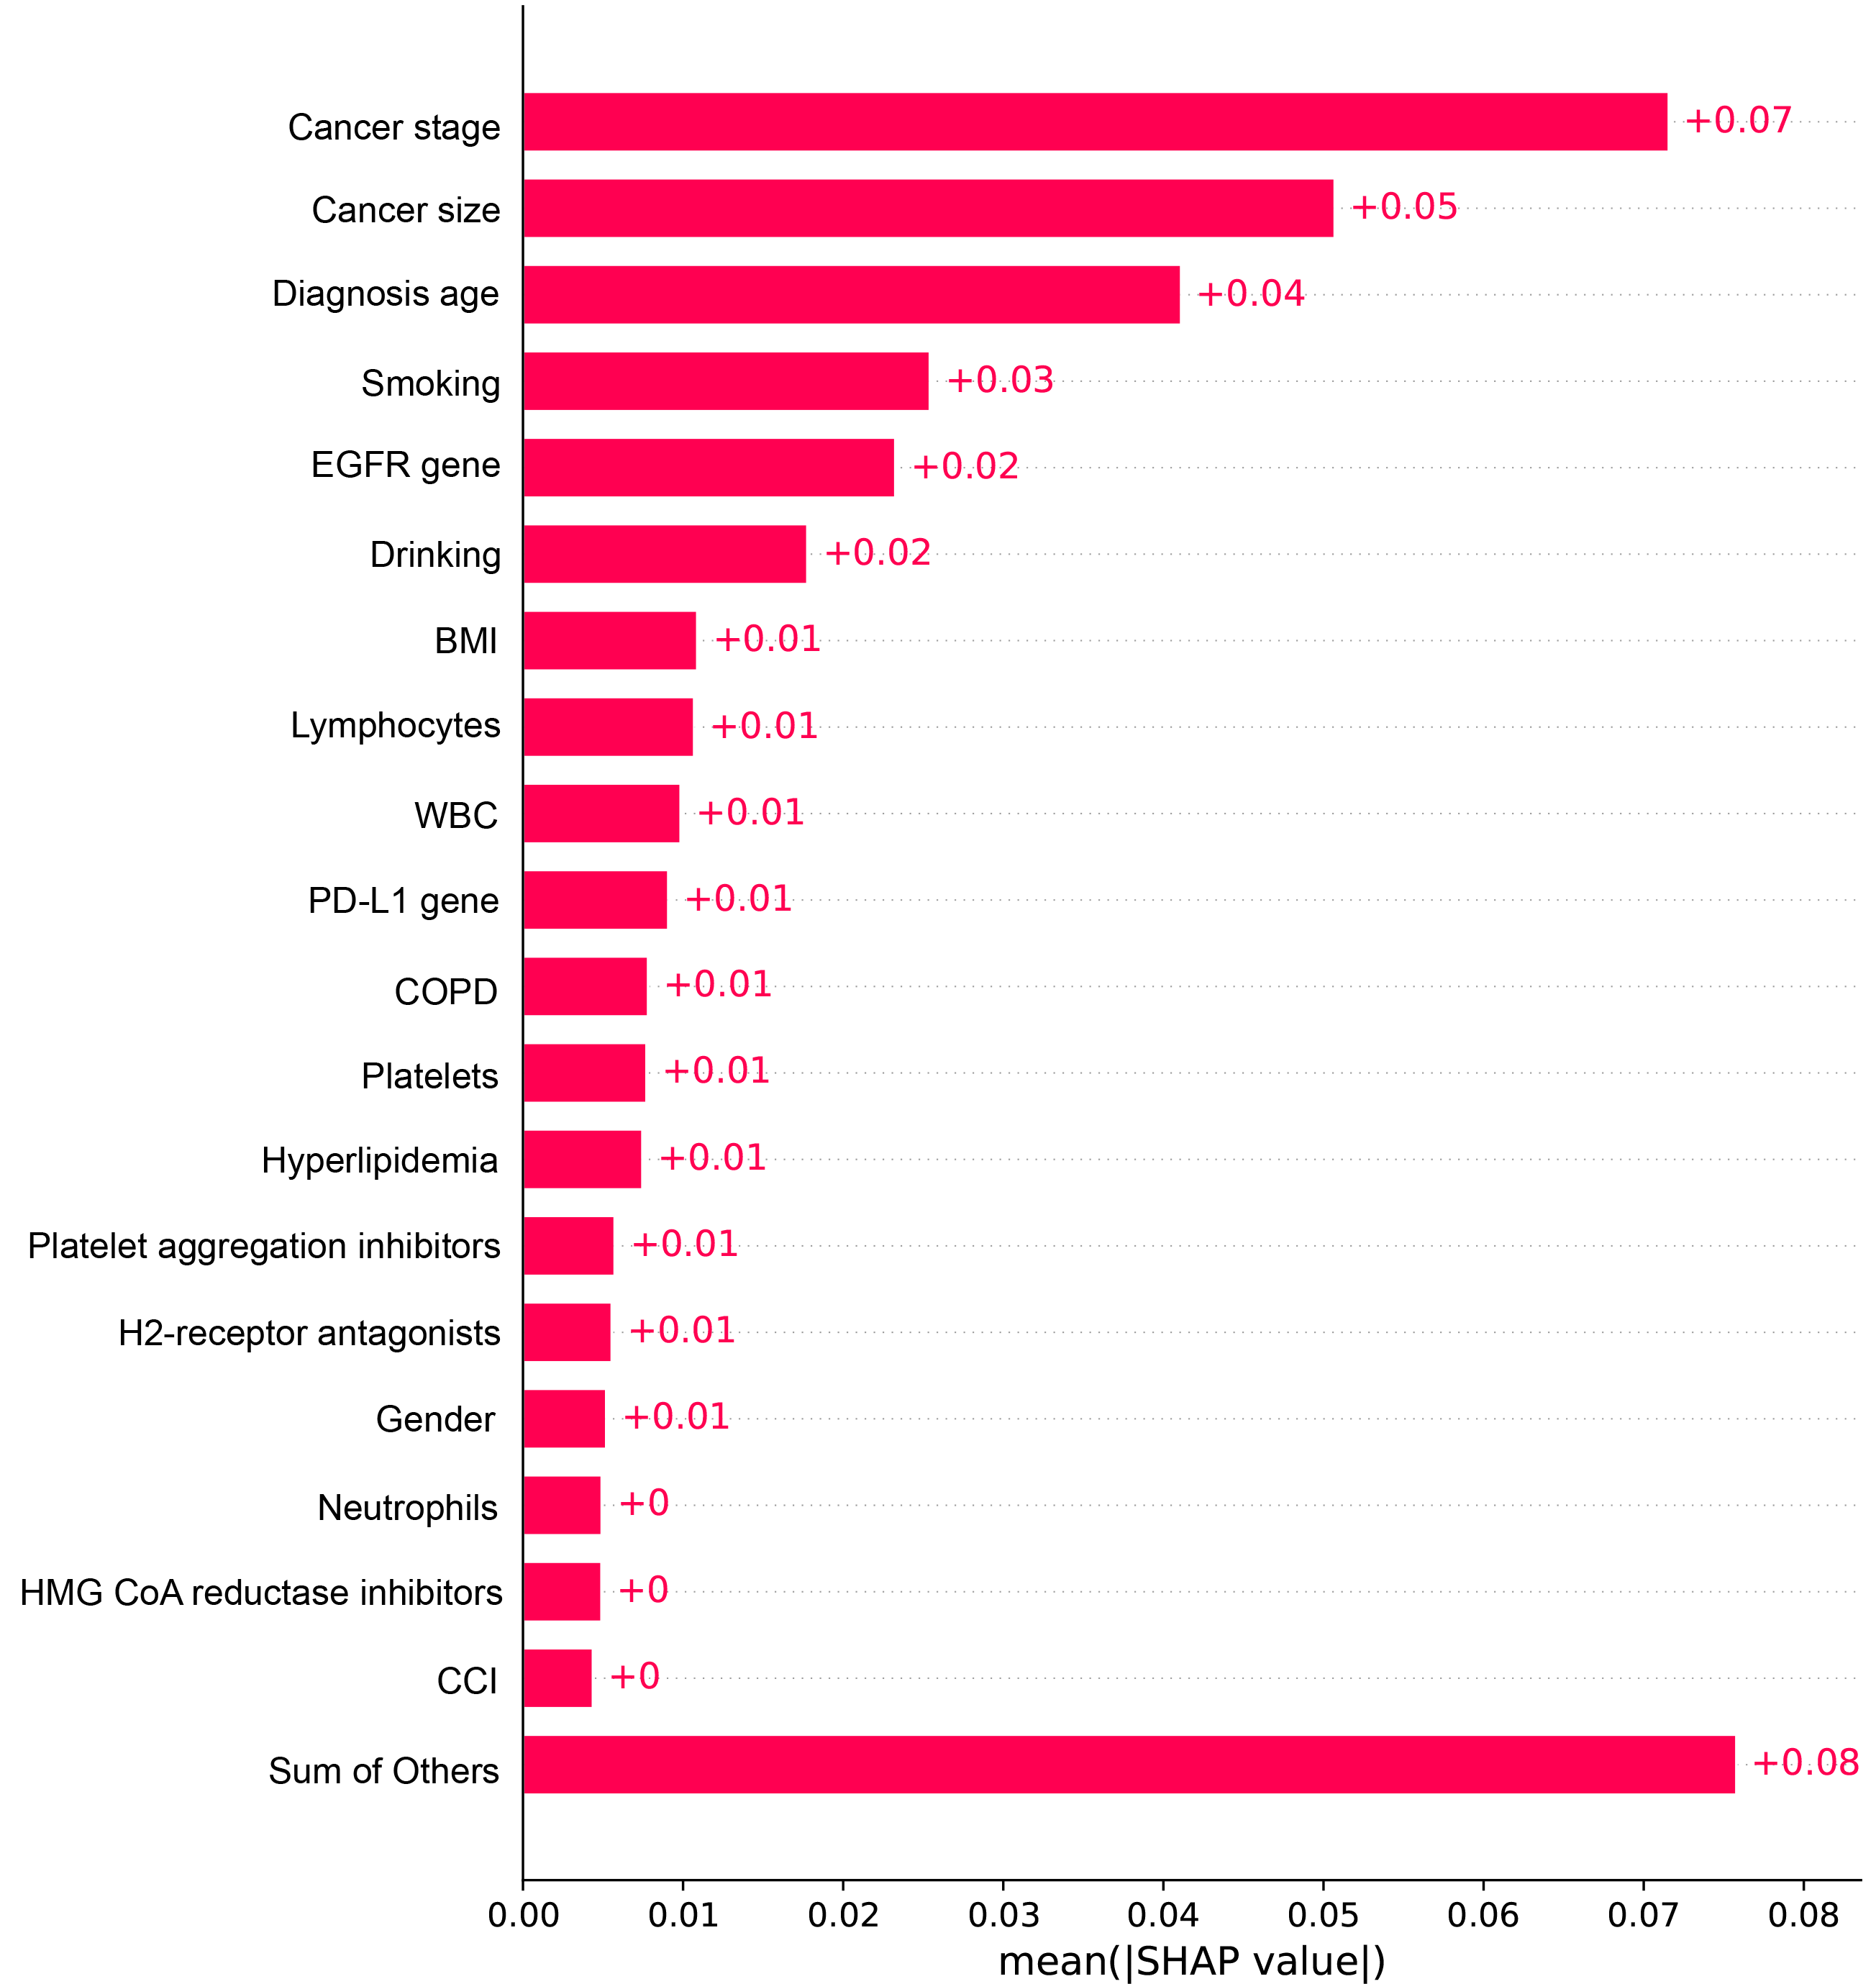 Cancer stage +0.07
Cancer size +0.05
Diagnosis age +0.04
Smoking +0.03
EGFR gene +0.02
Drinking +0.02
BMI +0.01
Lymphocytes +0.01
WBC +0.01
PD-L1 gene +0.01
COPD +0.01
Platelets +0.01
Hyperlipidemia +0.01
Platelet aggregation inhibitors +0.01
H2-receptor antagonists +0.01
Gender +0.01
Neutrophils +0
HMG CoA reductase inhibitors +0
CCI +0
Sum of Others +0.08
0.00 0.01 0.02 0.03 0.04 0.05 0.06 0.07 0.08
mean(|SHAP value|)